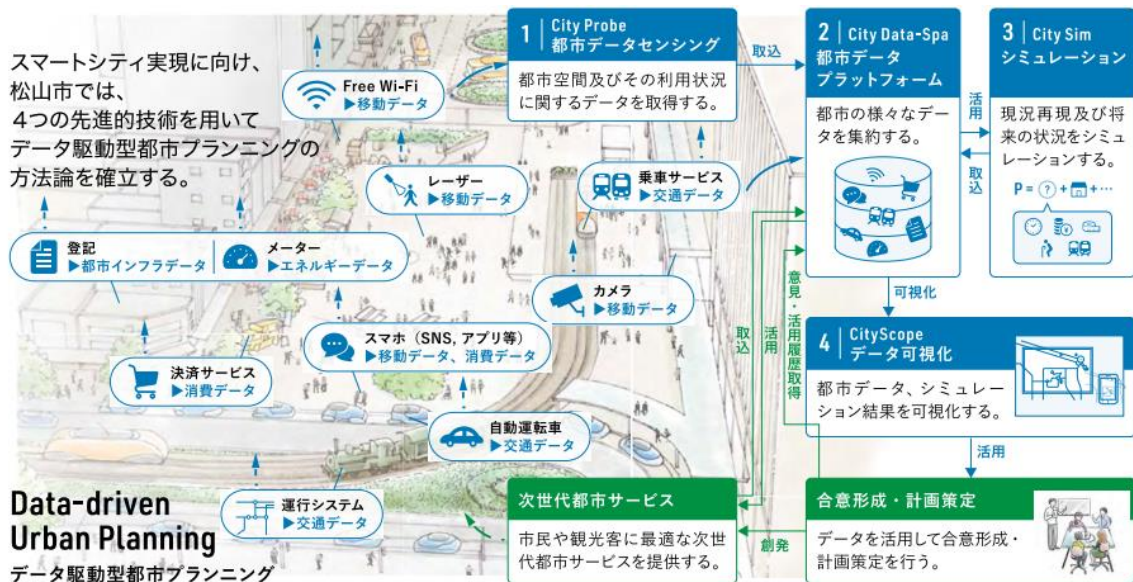 スマートシティ実現に向け、
松山市では、
4つの先進的技術を用いて
データ駆動型都市プランニングの
方法論を確立する。
Free Wi-Fi
▶移動データ
レーザー
▶移動データ
登記
▶都市インフラデータ
メーター
▶エネルギーデータ
乗車サービス
▶交通データ
カメラ
▶移動データ
スマホ（SNS, アプリ等）
▶移動データ、消費データ
決済サービス
▶消費データ
自動運転車
▶交通データ
運行システム
▶交通データ
Data-driven
Urban Planning
データ駆動型都市プランニング
1 City Probe
都市データセンシング
都市空間及びその利用状況
に関するデータを取得する。
取込
2 City Data-Spa
都市データ
プラットフォーム
都市の様々なデー
タを集約する。
活用
取込
3 City Sim
シミュレーション
現況再現及び将
来の状況をシミュ
レーションする。
P = ? + + …
可視化
4 CityScope
データ可視化
都市データ、シミュレー
ション結果を可視化する。
活用
取込
活用
意見・活用履歴取得
次世代都市サービス
市民や観光客に最適な次世
代都市サービスを提供する。
創発
合意形成・計画策定
データを活用して合意形成・
計画策定を行う。